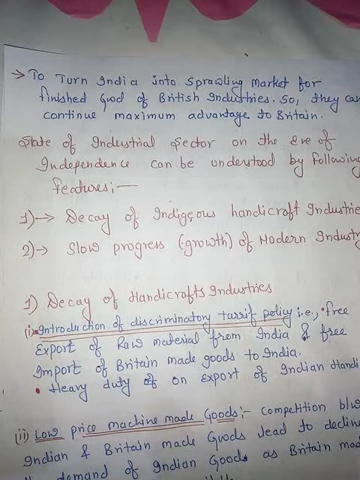 → To Turn India into Sprawling market for
finished Good of British Industries. So, they can
continue maximum advantage to Britain.
State of Industrial Sector on the Eve of
Independence can be understood by Following
features;—
1)→ Decay of Indigeous handicraft Industrie
2)→ Slow progress (growth) of Modern Industr
1) Decay of Handicrafts Industries
(i) Introduction of discriminatory tarrif policy i.e., • free
Export of Raw material from India & free
Import of Britain made goods to India.
• Heavy duty of on export of Indian Handi
(ii) Low price machine made Goods:- competition b/w
Indian & Britain made Goods lead to decline
demand of Indian Goods as Britain mad